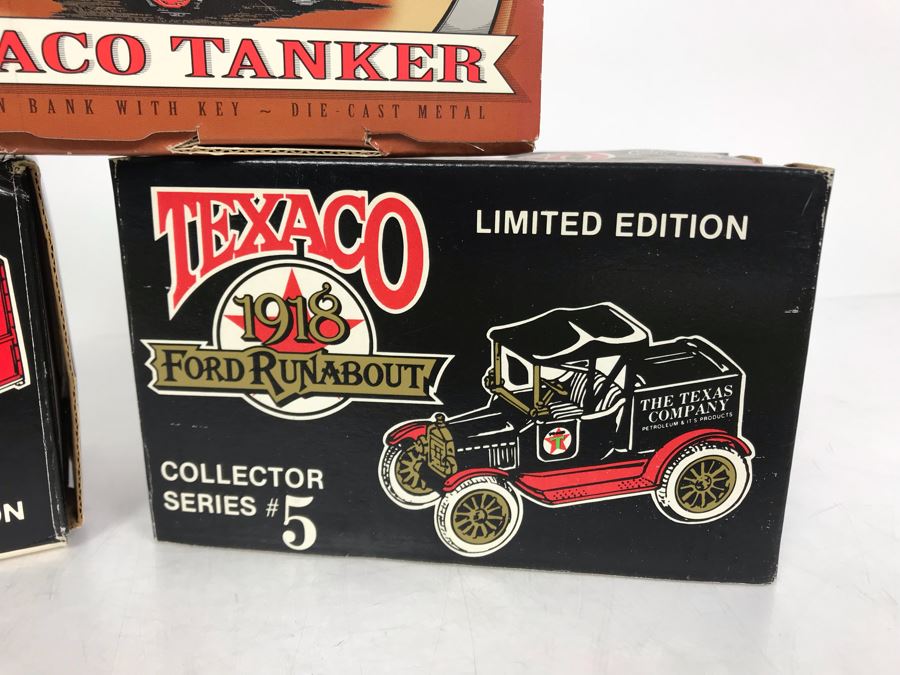 ACO TANKER
N BANK WITH KEY ~ DIE-CAST METAL
TEXACO
LIMITED EDITION
1918
FORD RUNABOUT
THE TEXAS
COMPANY
PETROLEUM & IT'S PRODUCTS
T
COLLECTOR
SERIES #5
ON